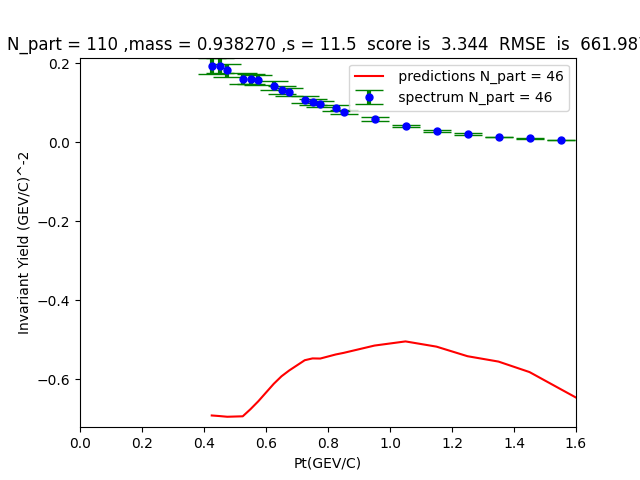 N_part = 110 ,mass = 0.938270 ,s = 11.5  score is  3.344  RMSE  is  661.98
predictions N_part = 46
spectrum N_part = 46
Invariant Yield (GEV/C)^-2
0.2
0.0
−0.2
−0.4
−0.6
0.0 0.2 0.4 0.6 0.8 1.0 1.2 1.4 1.6
Pt(GEV/C)